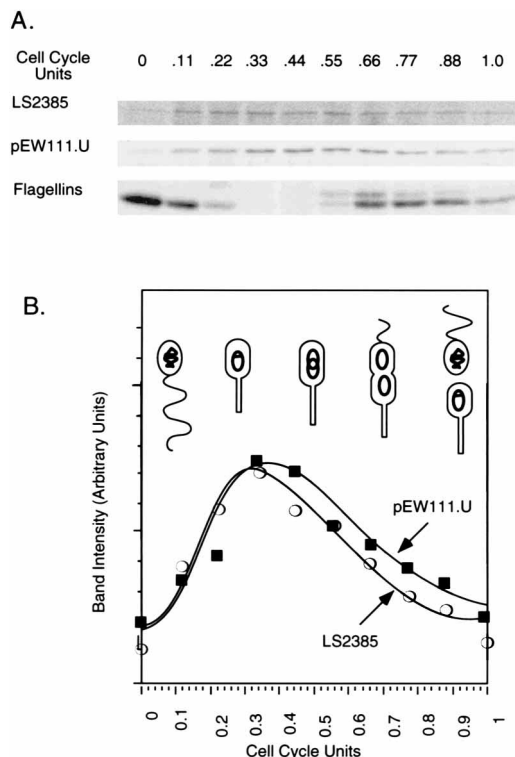 A.
Cell Cycle Units 0 .11 .22 .33 .44 .55 .66 .77 .88 1.0
LS2385
pEW111.U
Flagellins
B.
Band Intensity (Arbitrary Units)
pEW111.U
LS2385
0 0.1 0.2 0.3 0.4 0.5 0.6 0.7 0.8 0.9 1
Cell Cycle Units